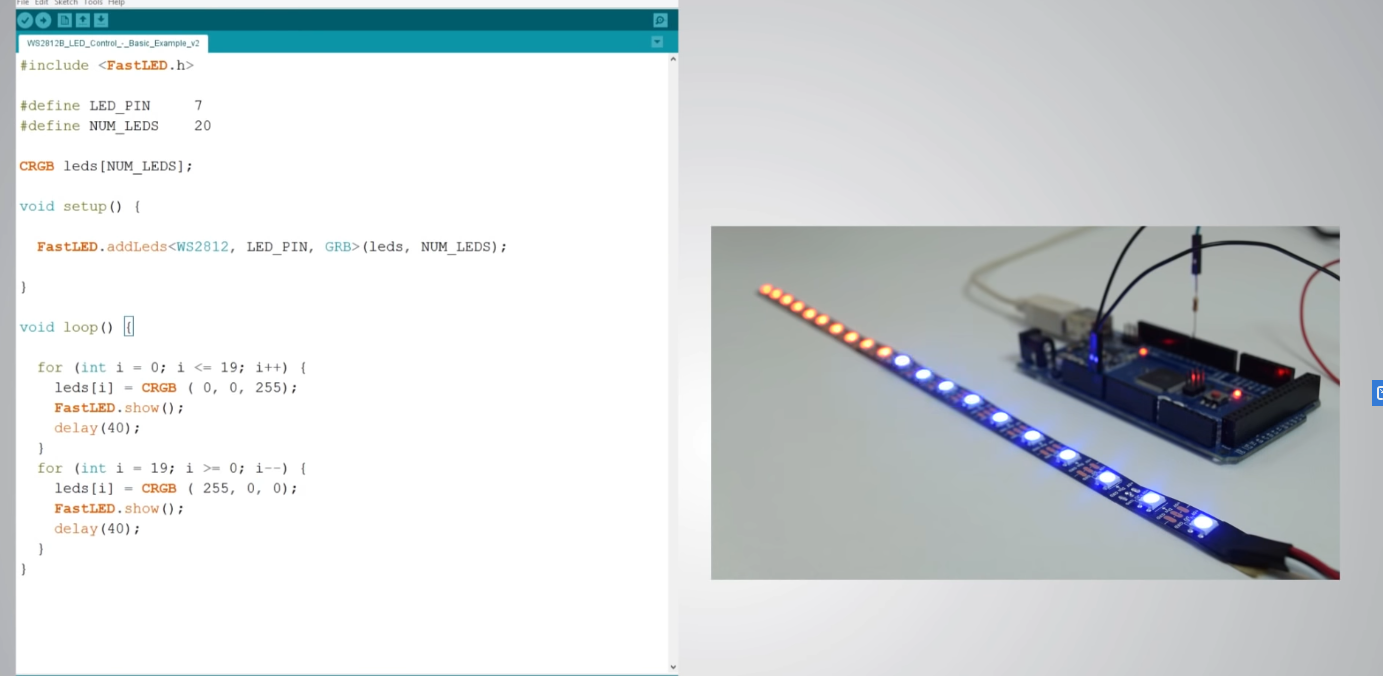 File Edit Sketch Tools Help
WS2812B_LED_Control_-_Basic_Example_v2
#include <FastLED.h>
#define LED_PIN     7
#define NUM_LEDS    20
CRGB leds[NUM_LEDS];
void setup() {
  FastLED.addLeds<WS2812, LED_PIN, GRB>(leds, NUM_LEDS);
}
void loop() {
  for (int i = 0; i <= 19; i++) {
    leds[i] = CRGB ( 0, 0, 255);
    FastLED.show();
    delay(40);
  }
  for (int i = 19; i >= 0; i--) {
    leds[i] = CRGB ( 255, 0, 0);
    FastLED.show();
    delay(40);
  }
}